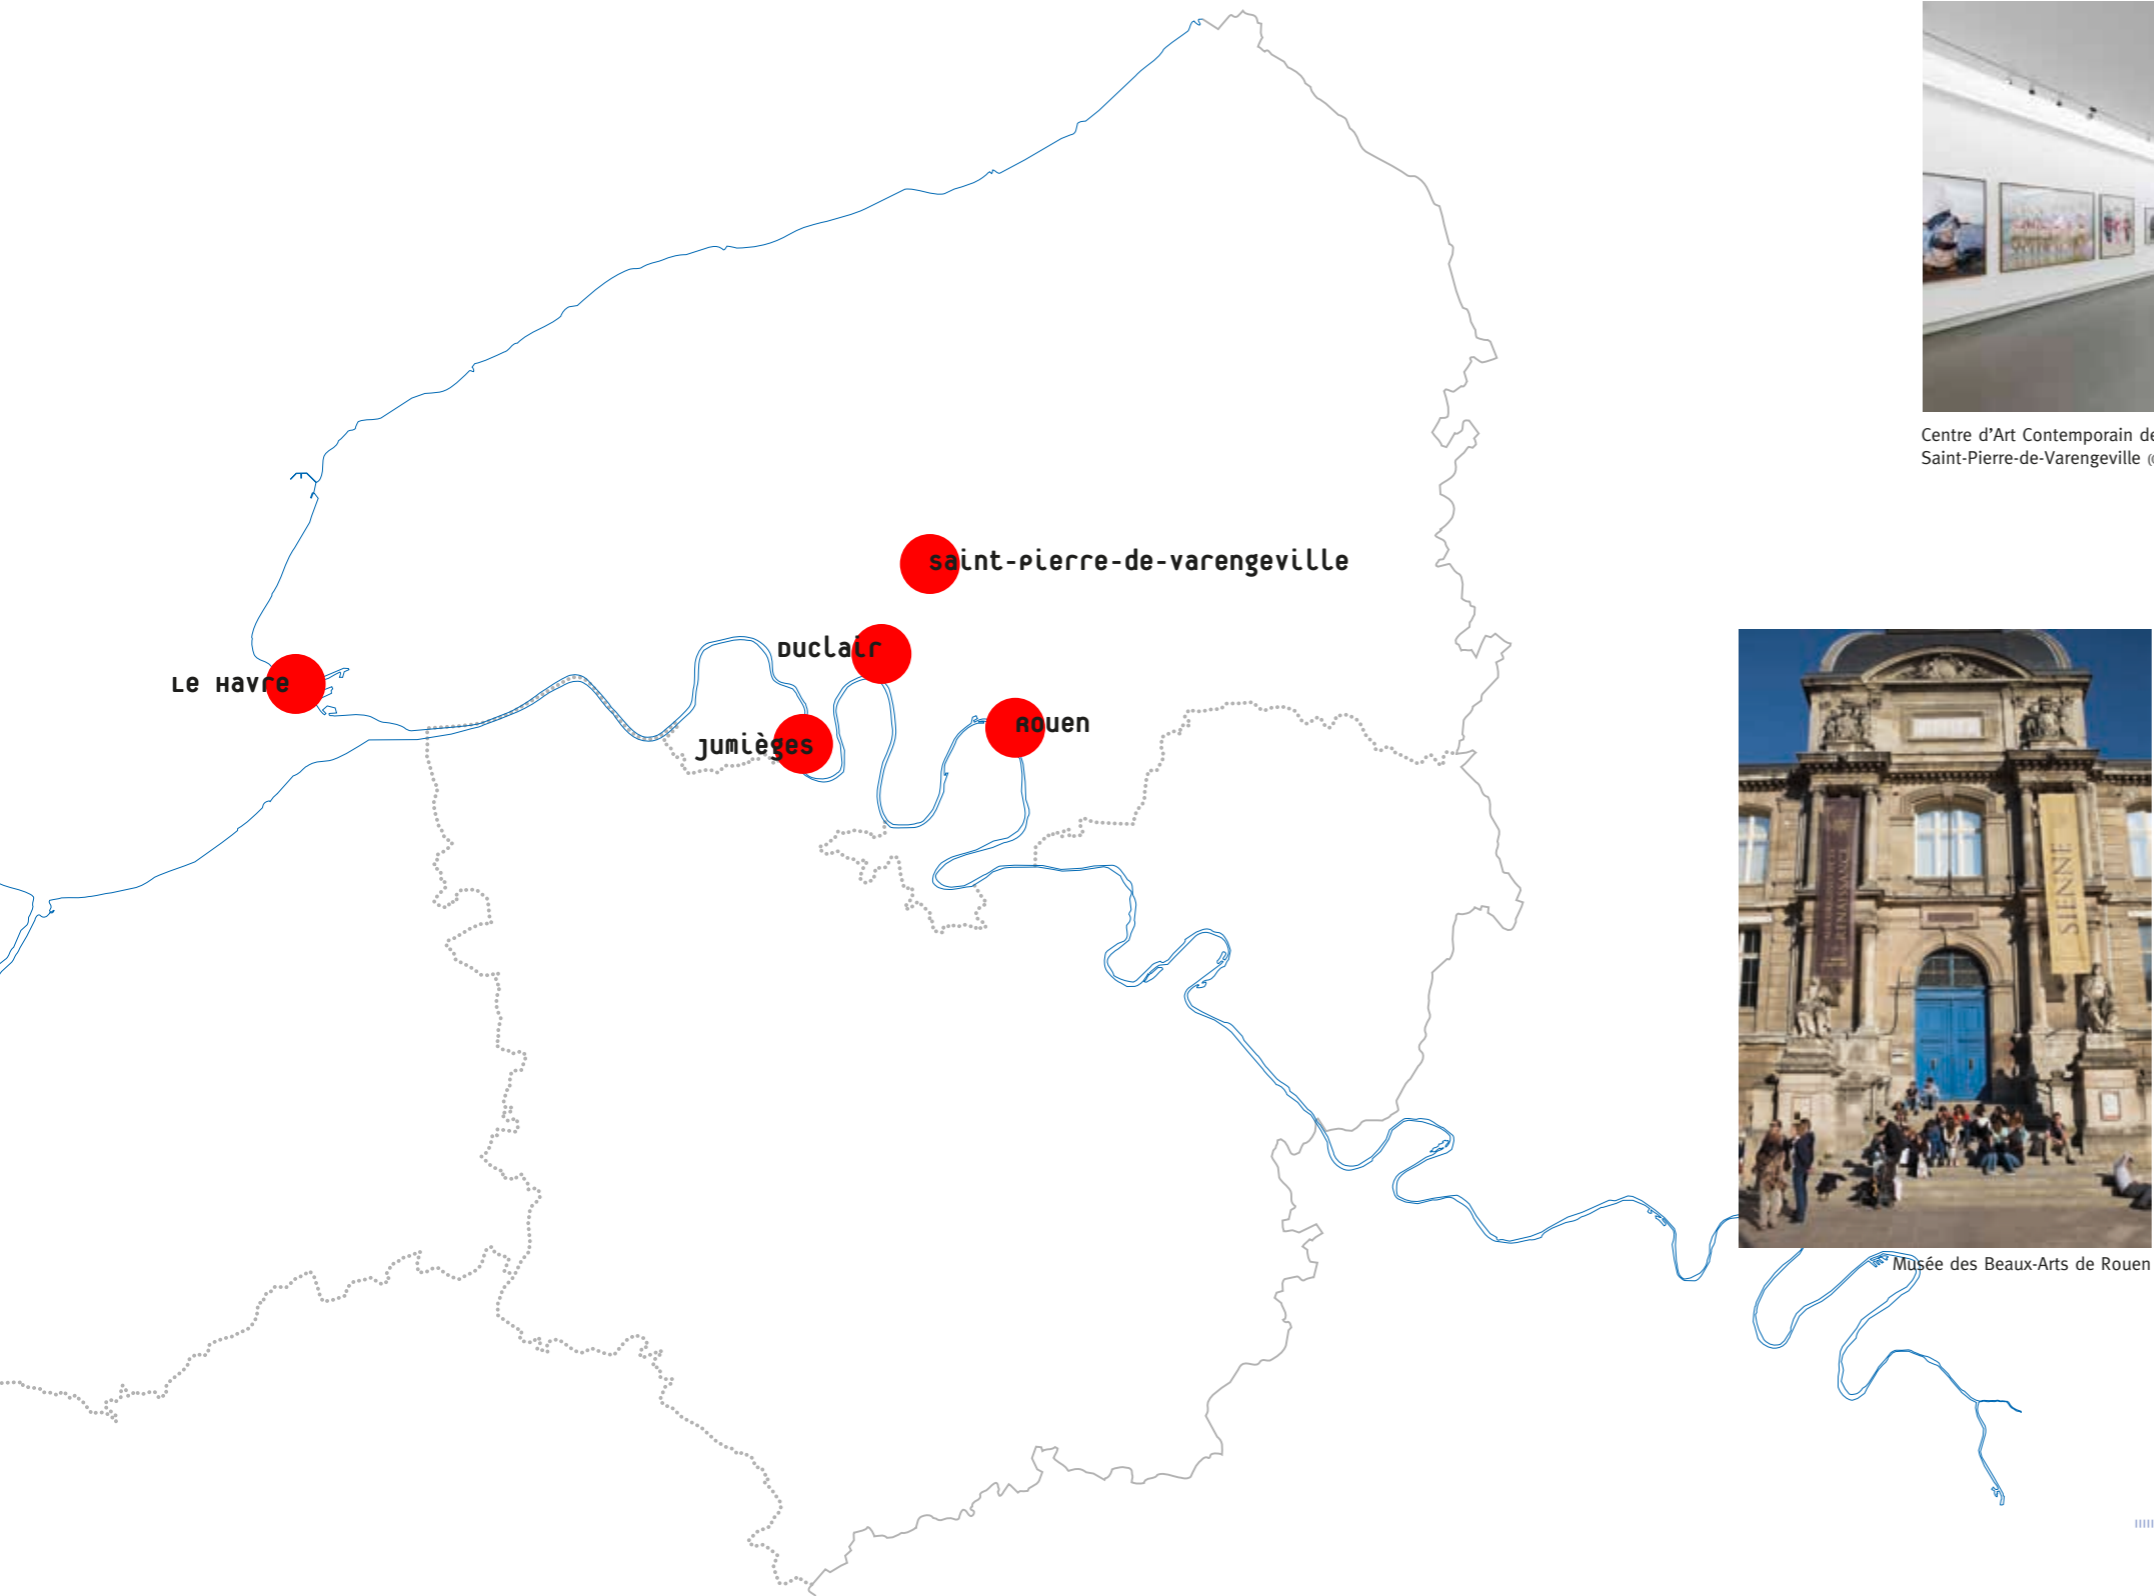 Centre d'Art Contemporain de
Saint-Pierre-de-Varengeville
saint-pierre-de-varengeville
Duclair
Le Havre
Rouen
jumièges
RENAISSANCE
SIENNE
Musée des Beaux-Arts de Rouen